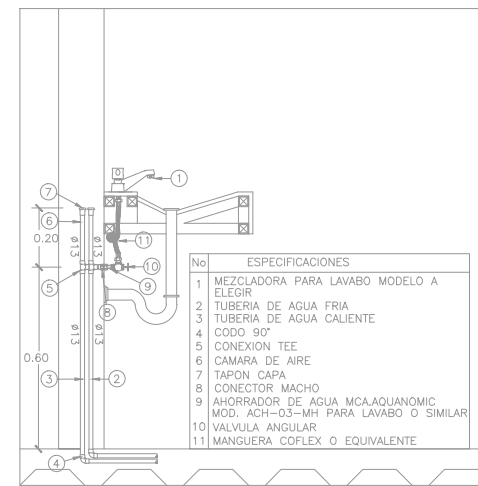 1
7
6
0.20
ø13
ø13
11
10
5
9
8
ø13
ø13
0.60
3
2
4
No ESPECIFICACIONES
1 MEZCLADORA PARA LAVABO MODELO A
ELEGIR
2 TUBERIA DE AGUA FRIA
3 TUBERIA DE AGUA CALIENTE
4 CODO 90°
5 CONEXION TEE
6 CAMARA DE AIRE
7 TAPON CAPA
8 CONECTOR MACHO
9 AHORRADOR DE AGUA MCA.AQUANOMIC
MOD. ACH-03-MH PARA LAVABO O SIMILAR
10 VALVULA ANGULAR
11 MANGUERA COFLEX O EQUIVALENTE